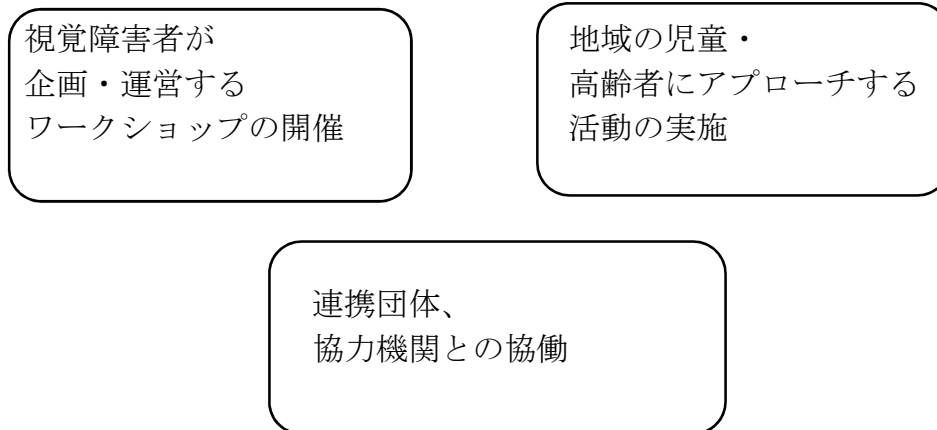 視覚障害者が
企画・運営する
ワークショップの開催
地域の児童・
高齢者にアプローチする
活動の実施
連携団体、
協力機関との協働